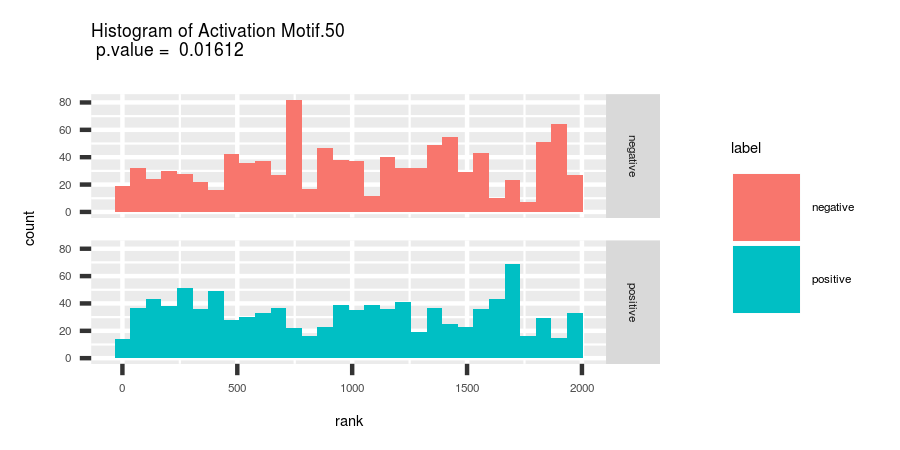 Histogram of Activation Motif.50
p.value = 0.01612
count
80
60
40
20
0
negative
80
60
40
20
0
positive
0 500 1000 1500 2000
rank
label
negative
positive